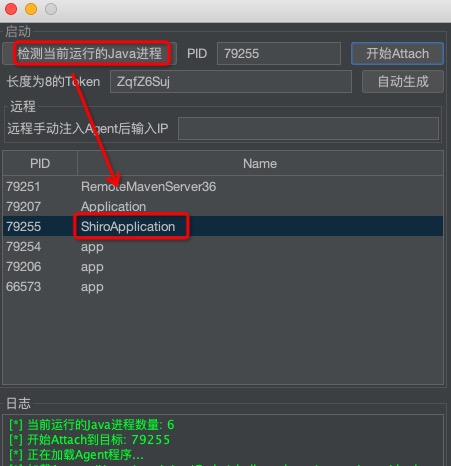 启动
检测当前运行的Java进程 PID 79255 开始Attach
长度为8的Token ZqfZ6Suj 自动生成
远程
远程手动注入Agent后输入IP
PID Name
79251 RemoteMavenServer36
79207 Application
79255 ShiroApplication
79254 app
79206 app
66573 app
日志
[*] 当前运行的Java进程数量: 6
[*] 开始Attach到目标: 79255
[*] 正在加载Agent程序...